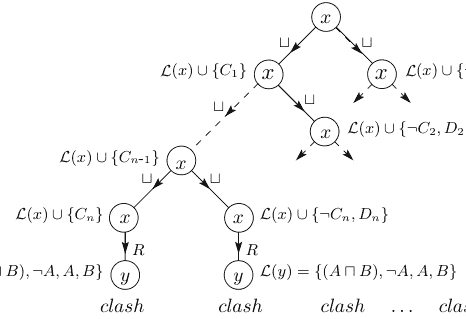 x
⊔ ⊔
ℒ(x) ∪ {C₁} x x ℒ(x) ∪ {
⊔ ⊔
x ℒ(x) ∪ {¬C₂, D₂
ℒ(x) ∪ {Cₙ₋₁} x
⊔ ⊔
ℒ(x) ∪ {Cₙ} x x ℒ(x) ∪ {¬Cₙ, Dₙ}
R R
⊓ B), ¬A, A, B} y y ℒ(y) = {(A ⊓ B), ¬A, A, B}
clash clash clash ...